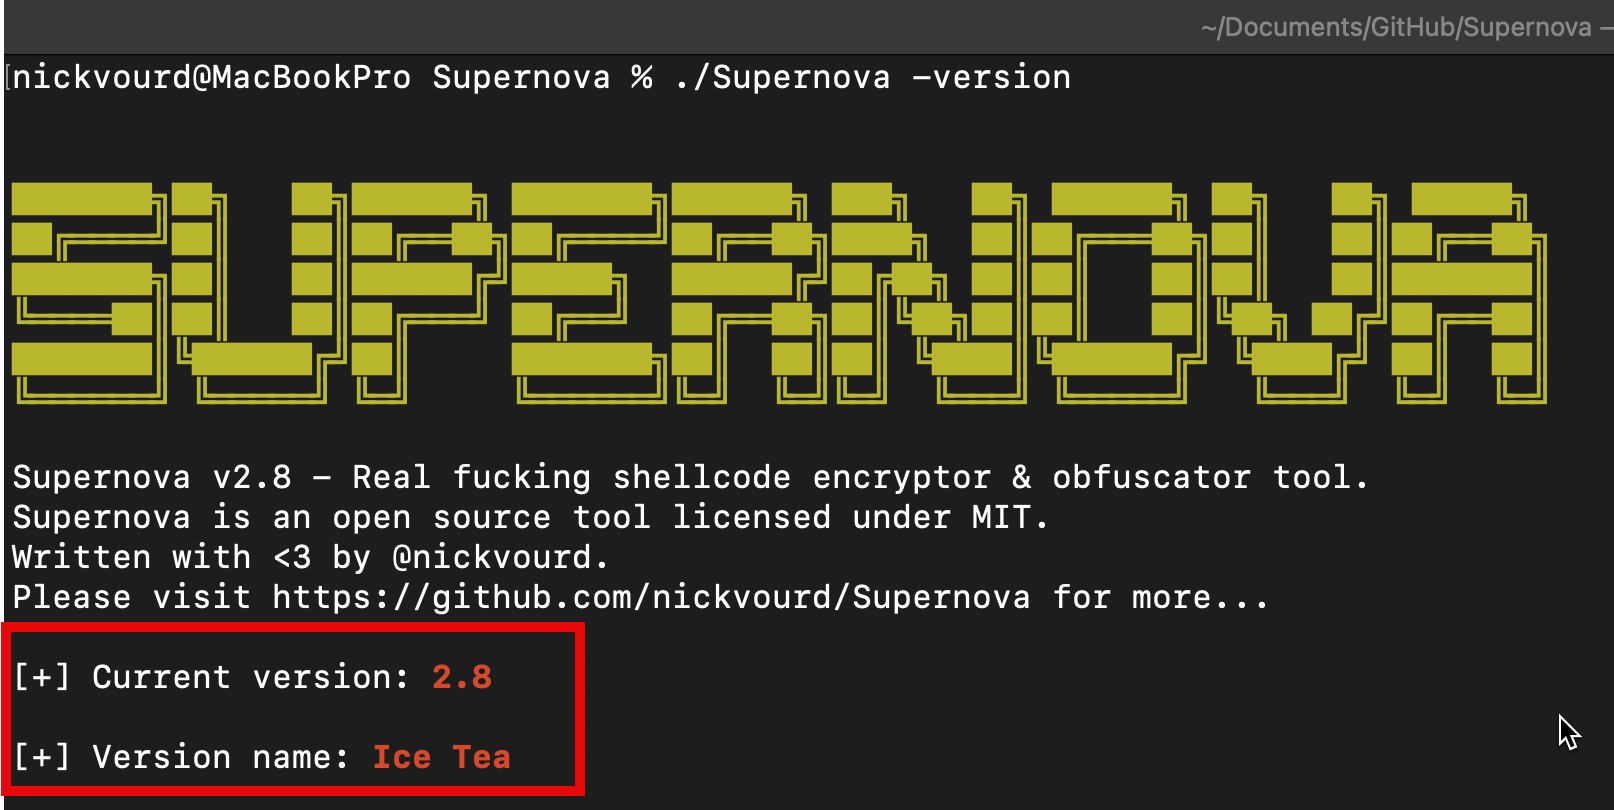 ~/Documents/GitHub/Supernova —
[nickvourd@MacBookPro Supernova % ./Supernova -version
SUPERNOVA
Supernova v2.8 – Real fucking shellcode encryptor & obfuscator tool.
Supernova is an open source tool licensed under MIT.
Written with <3 by @nickvourd.
Please visit https://github.com/nickvourd/Supernova for more...
[+] Current version: 2.8
[+] Version name: Ice Tea